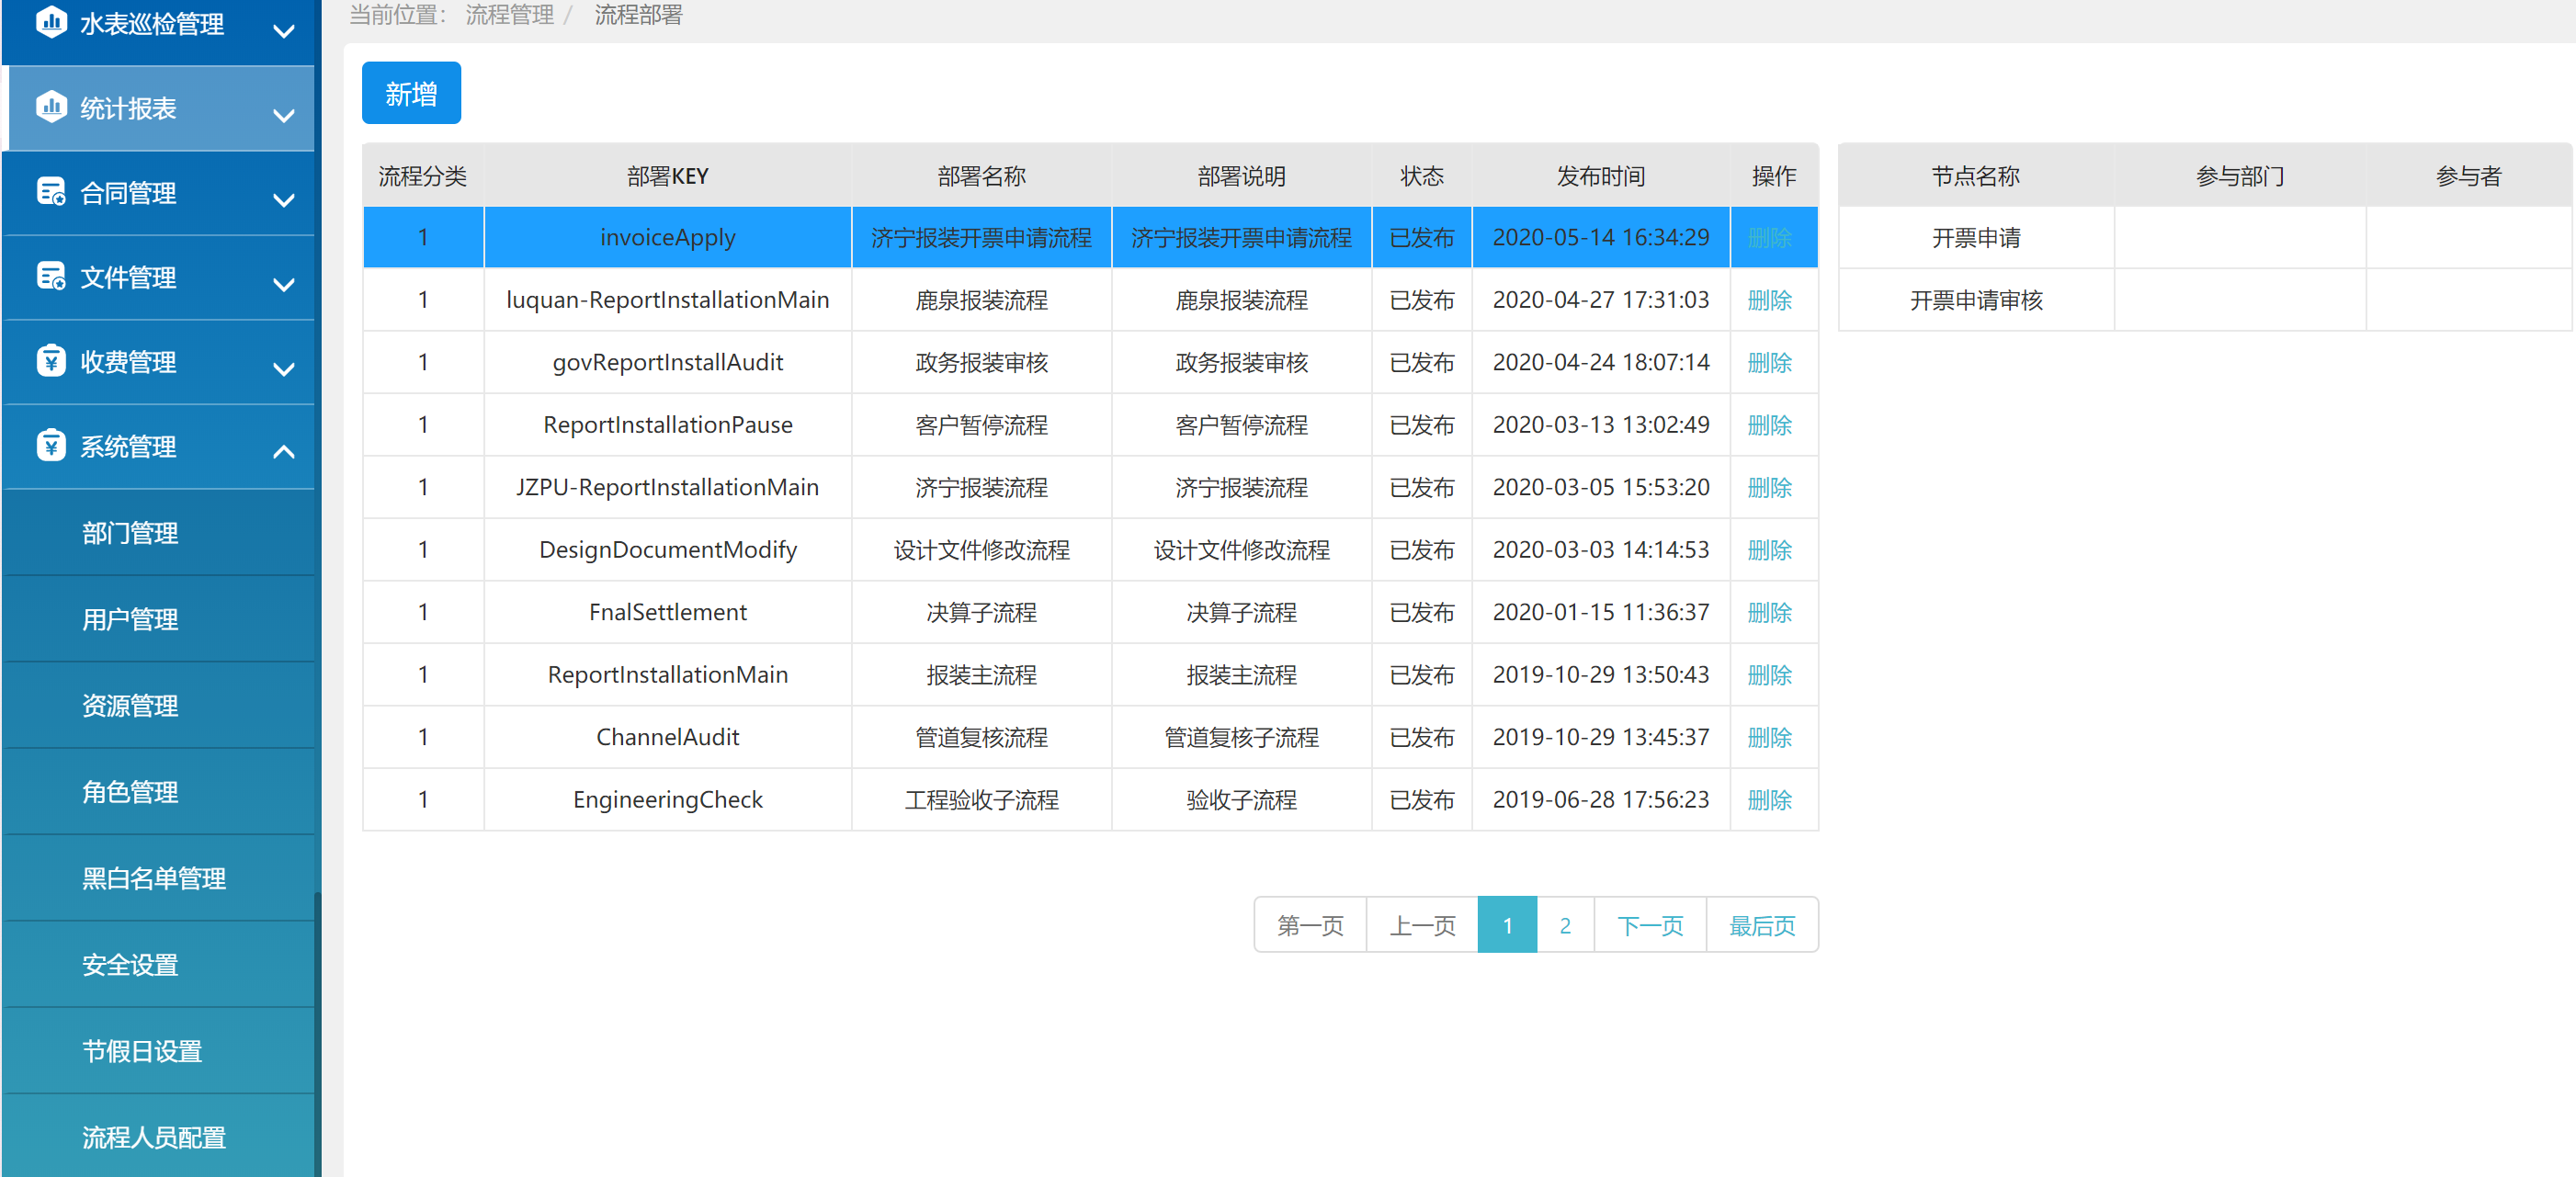 当前位置： 流程管理 / 流程部署
水表巡检管理
统计报表
合同管理
文件管理
收费管理
系统管理
部门管理
用户管理
资源管理
角色管理
黑白名单管理
安全设置
节假日设置
流程人员配置
新增
流程分类 部署KEY 部署名称 部署说明 状态 发布时间 操作
1 invoiceApply 济宁报装开票申请流程 济宁报装开票申请流程 已发布 2020-05-14 16:34:29 删除
1 luquan-ReportInstallationMain 鹿泉报装流程 鹿泉报装流程 已发布 2020-04-27 17:31:03 删除
1 govReportInstallAudit 政务报装审核 政务报装审核 已发布 2020-04-24 18:07:14 删除
1 ReportInstallationPause 客户暂停流程 客户暂停流程 已发布 2020-03-13 13:02:49 删除
1 JZPU-ReportInstallationMain 济宁报装流程 济宁报装流程 已发布 2020-03-05 15:53:20 删除
1 DesignDocumentModify 设计文件修改流程 设计文件修改流程 已发布 2020-03-03 14:14:53 删除
1 FnalSettlement 决算子流程 决算子流程 已发布 2020-01-15 11:36:37 删除
1 ReportInstallationMain 报装主流程 报装主流程 已发布 2019-10-29 13:50:43 删除
1 ChannelAudit 管道复核流程 管道复核子流程 已发布 2019-10-29 13:45:37 删除
1 EngineeringCheck 工程验收子流程 验收子流程 已发布 2019-06-28 17:56:23 删除
第一页 上一页 1 2 下一页 最后页
节点名称 参与部门 参与者
开票申请
开票申请审核